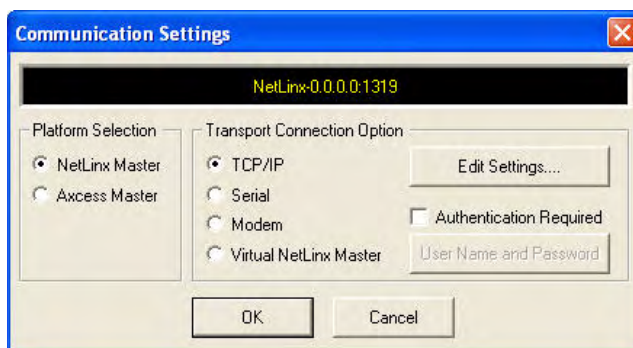 Communication Settings
NetLinx-0.0.0.0:1319
Platform Selection
NetLinx Master
Axcess Master
Transport Connection Option
TCP/IP
Serial
Modem
Virtual NetLinx Master
Edit Settings....
Authentication Required
User Name and Password
OK
Cancel